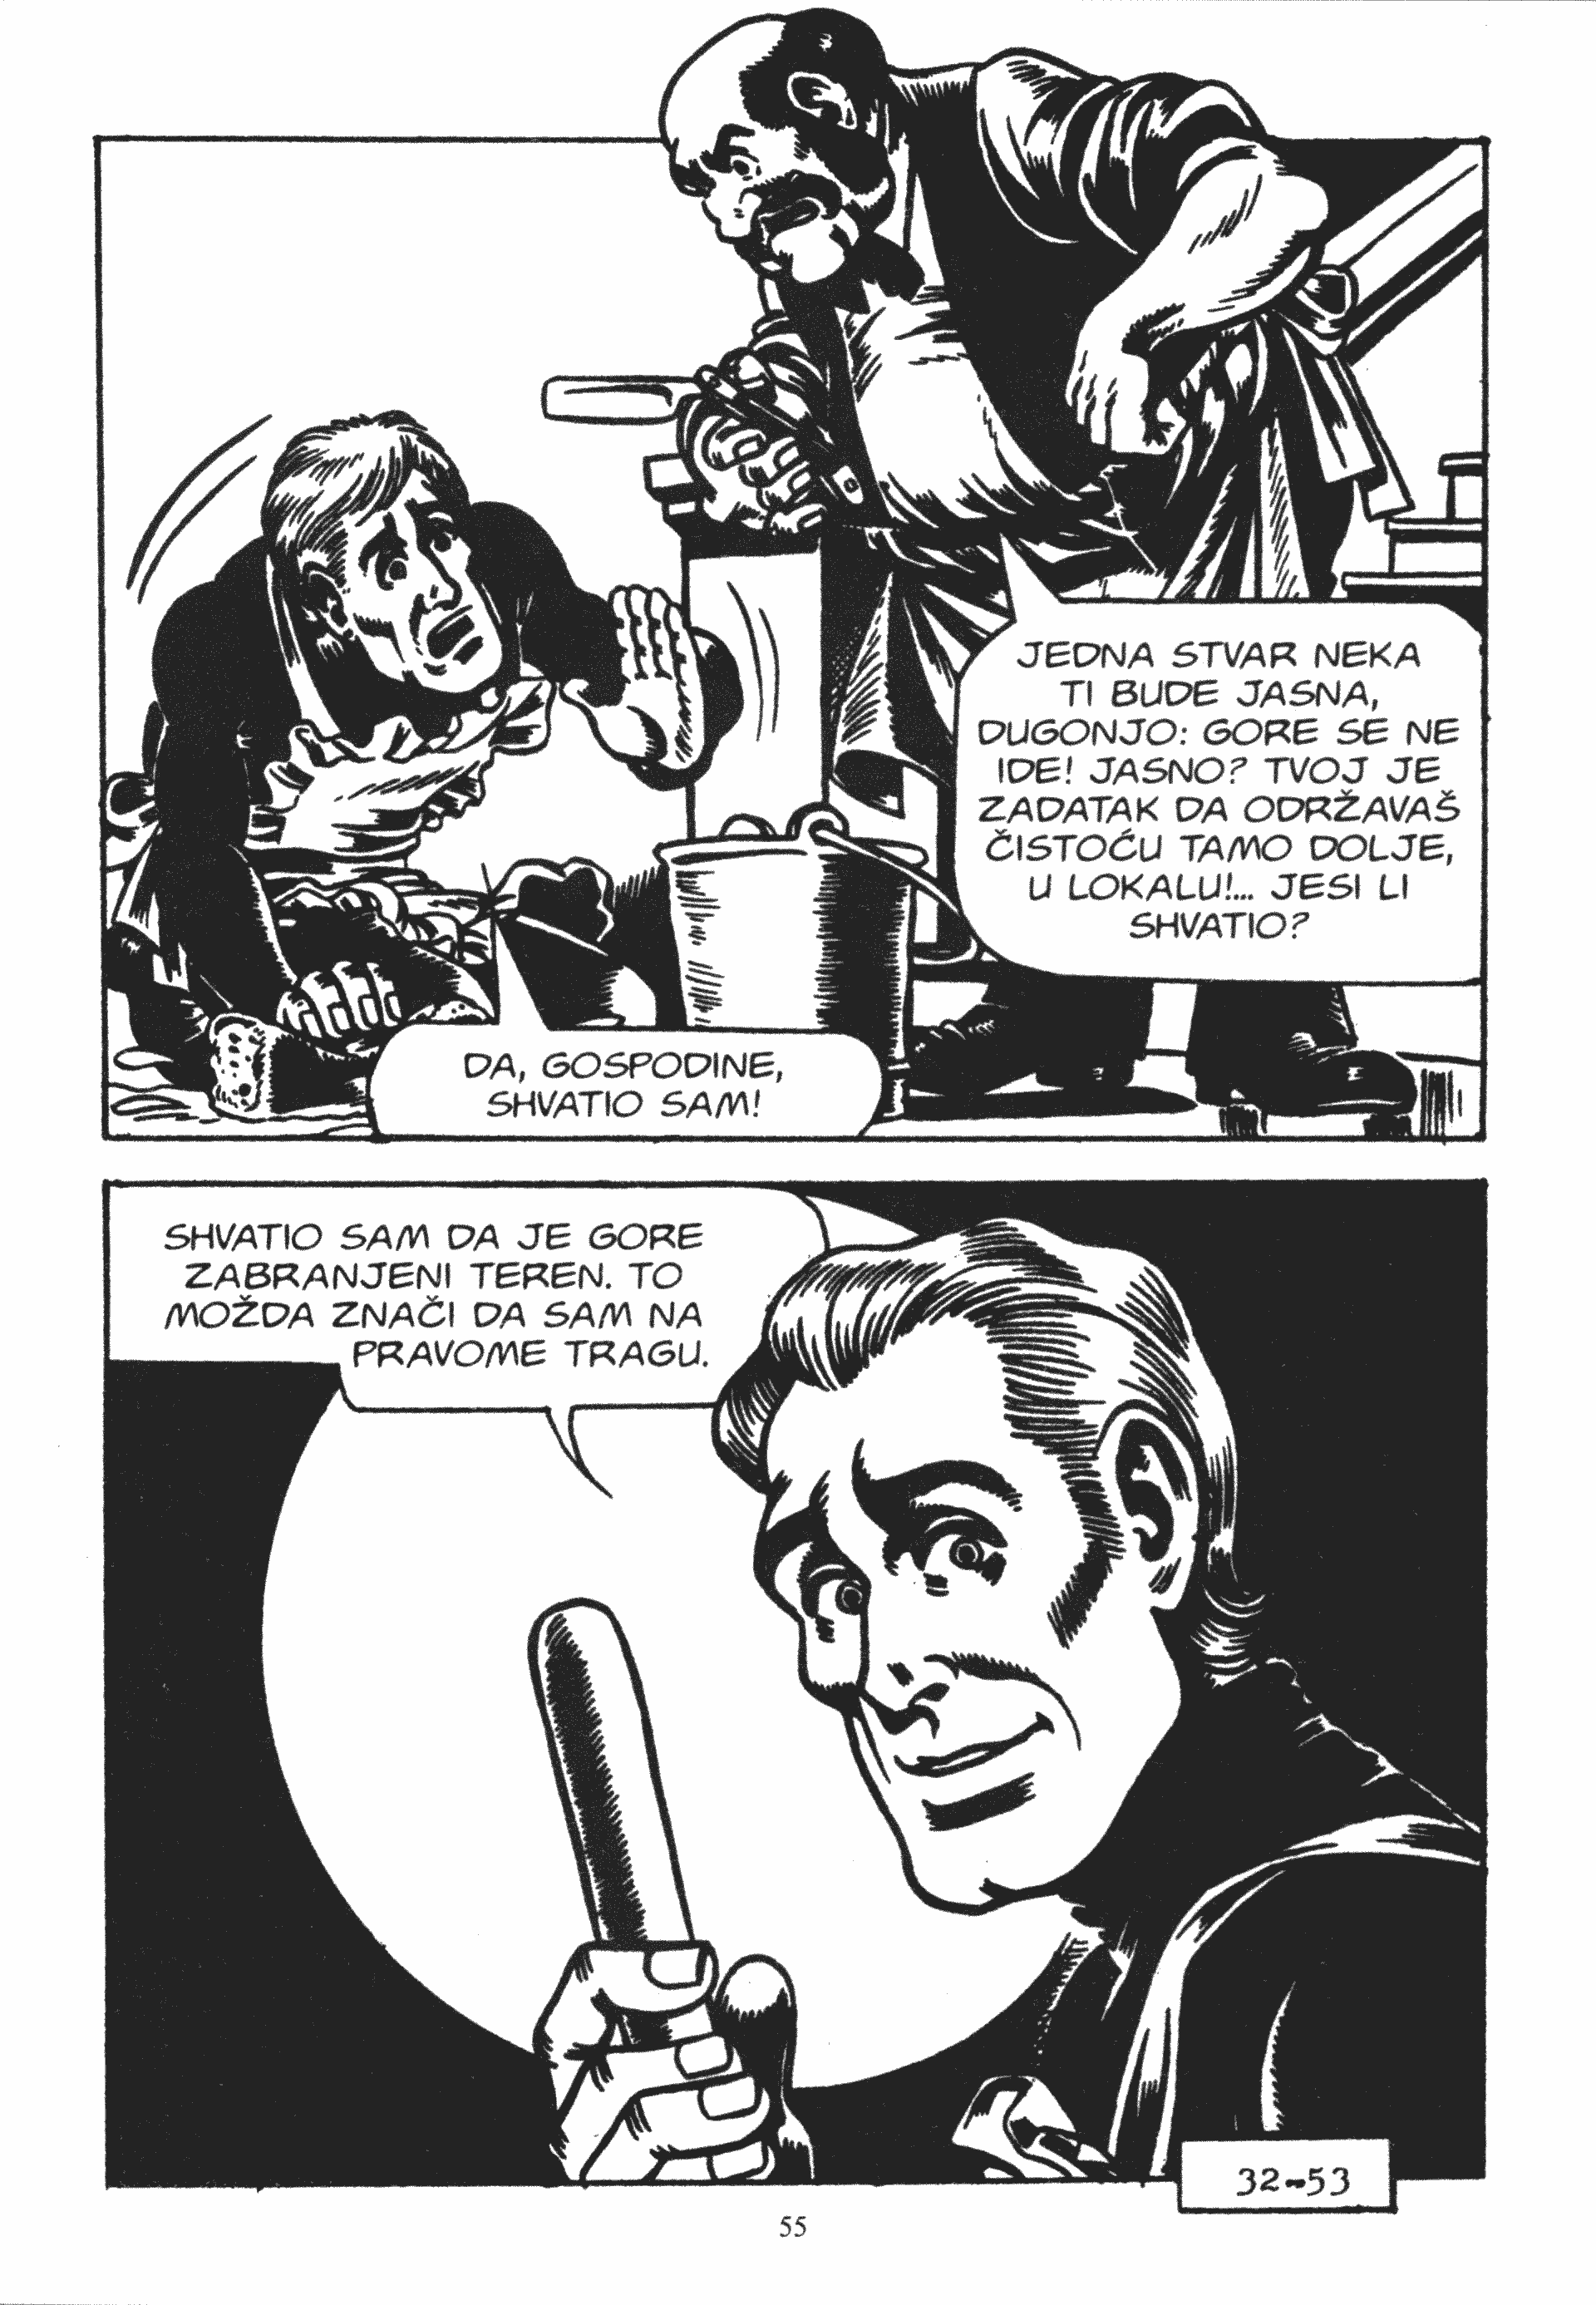 JEDNA STVAR NEKA
TI BUDE JASNA,
DUGONJO: GORE SE NE
IDE! JASNO? TVOJ JE
ZADATAK DA ODRŽAVAŠ
ČISTOĆU TAMO DOLJE,
U LOKALU!... JESI LI
SHVATIO?
DA, GOSPODINE,
SHVATIO SAM!
SHVATIO SAM DA JE GORE
ZABRANJENI TEREN. TO
MOŽDA ZNAČI DA SAM NA
PRAVOME TRAGU.
32-53
55